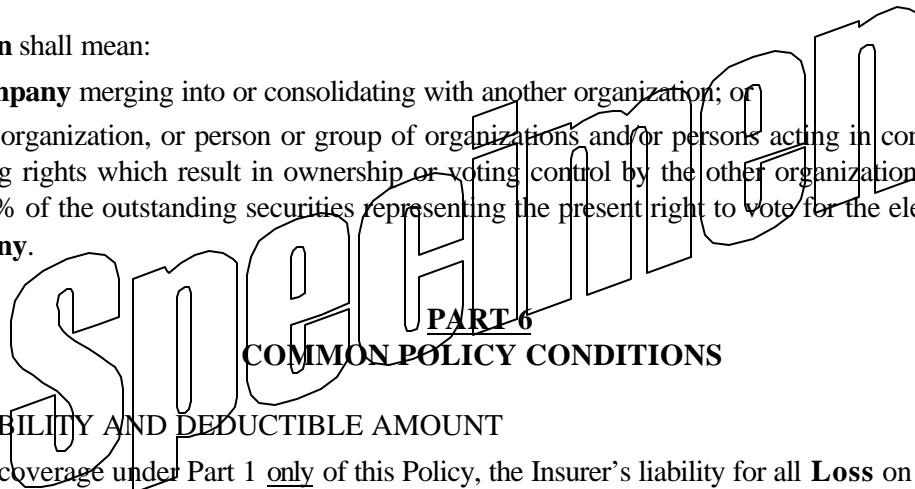 n shall mean:
mpany merging into or consolidating with another organization; or
organization, or person or group of organizations and/or persons acting in con
g rights which result in ownership or voting control by the other organization
% of the outstanding securities representing the present right to vote for the ele
ny.
Specimen
PART 6
COMMON POLICY CONDITIONS
BILITY AND DEDUCTIBLE AMOUNT
coverage under Part 1 only of this Policy, the Insurer's liability for all Loss on